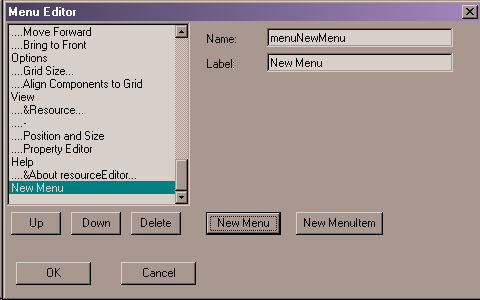 Menu Editor
....Move Forward
....Bring to Front
Options
....Grid Size...
....Align Components to Grid
View
....&Resource...
....-
....Position and Size
....Property Editor
Help
....&About resourceEditor...
New Menu
Name: menuNewMenu
Label: New Menu
Up Down Delete New Menu New MenuItem
OK Cancel